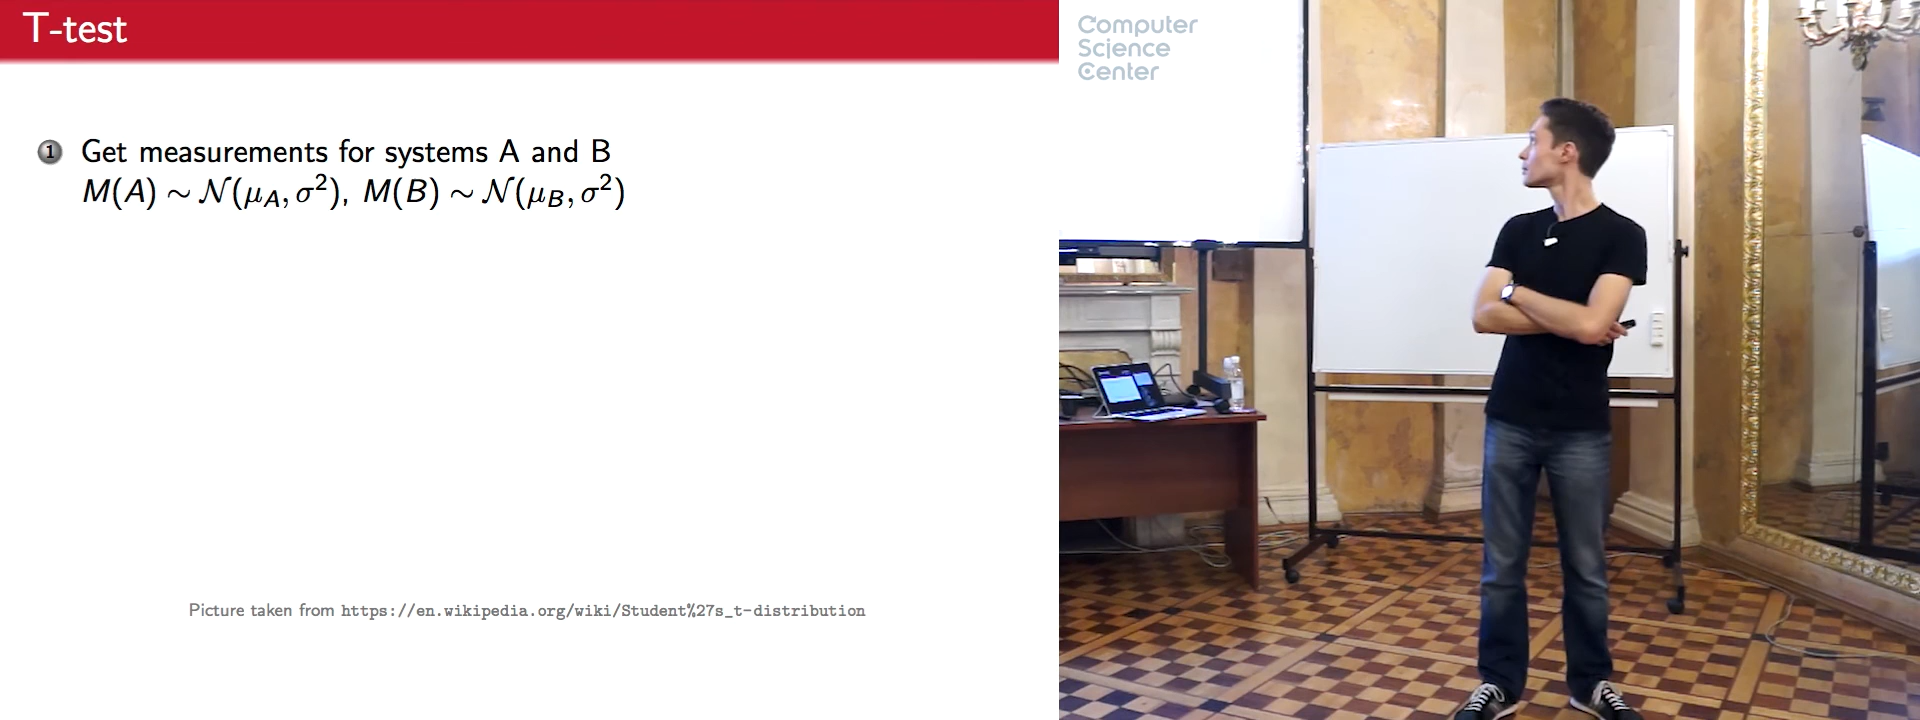 T-test
1 Get measurements for systems A and B
M(A) ∼ 𝒩(μ_A, σ²), M(B) ∼ 𝒩(μ_B, σ²)
Picture taken from https://en.wikipedia.org/wiki/Student%27s_t-distribution
Computer
Science
Center